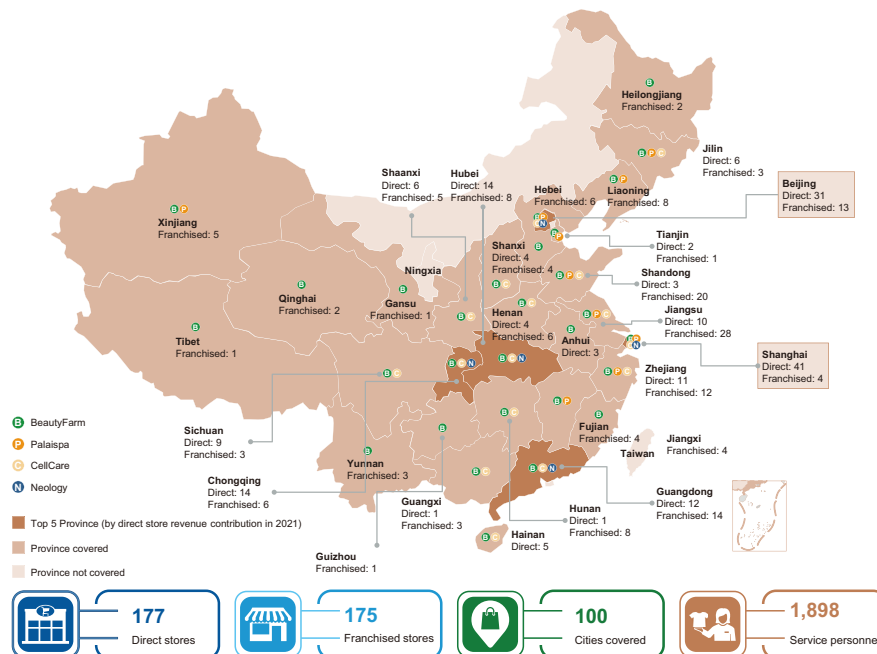 Heilongjiang
Franchised: 2
Jilin
Direct: 6
Franchised: 3
Liaoning
Franchised: 8
Beijing
Direct: 31
Franchised: 13
Shaanxi
Direct: 6
Franchised: 5
Hubei
Direct: 14
Franchised: 8
Hebei
Franchised: 6
Xinjiang
Franchised: 5
Tianjin
Direct: 2
Franchised: 1
Shanxi
Direct: 4
Franchised: 4
Ningxia
Shandong
Direct: 3
Franchised: 20
Qinghai
Franchised: 2
Gansu
Franchised: 1
Jiangsu
Direct: 10
Franchised: 28
Henan
Direct: 4
Franchised: 6
Tibet
Franchised: 1
Anhui
Direct: 3
Shanghai
Direct: 41
Franchised: 4
Zhejiang
Direct: 11
Franchised: 12
Sichuan
Direct: 9
Franchised: 3
Fujian
Franchised: 4
Jiangxi
Franchised: 4
Taiwan
Yunnan
Franchised: 3
Chongqing
Direct: 14
Franchised: 6
Guangxi
Direct: 1
Franchised: 3
Guangdong
Direct: 12
Franchised: 14
Hunan
Direct: 1
Franchised: 8
Hainan
Direct: 5
Guizhou
Franchised: 1
B BeautyFarm
P Palaispa
C CellCare
N Neology
Top 5 Province (by direct store revenue contribution in 2021)
Province covered
Province not covered
177
Direct stores
175
Franchised stores
100
Cities covered
1,898
Service personne